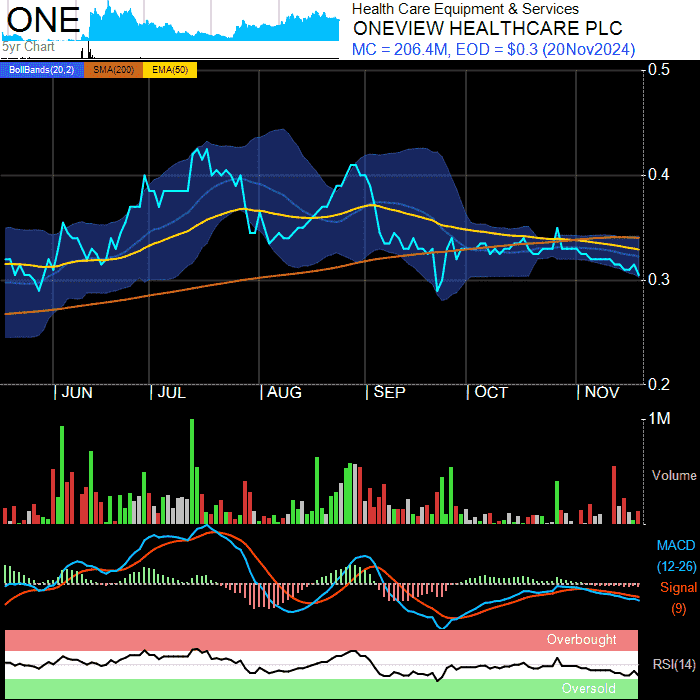 ONE
5yr Chart
Health Care Equipment & Services
ONEVIEW HEALTHCARE PLC
MC = 206.4M, EOD = $0.3 (20Nov2024)
BollBands(20,2) SMA(200) EMA(50)
0.5
0.4
0.3
0.2
JUN JUL AUG SEP OCT NOV
1M
Volume
MACD
(12-26)
Signal
(9)
Overbought
RSI(14)
Oversold